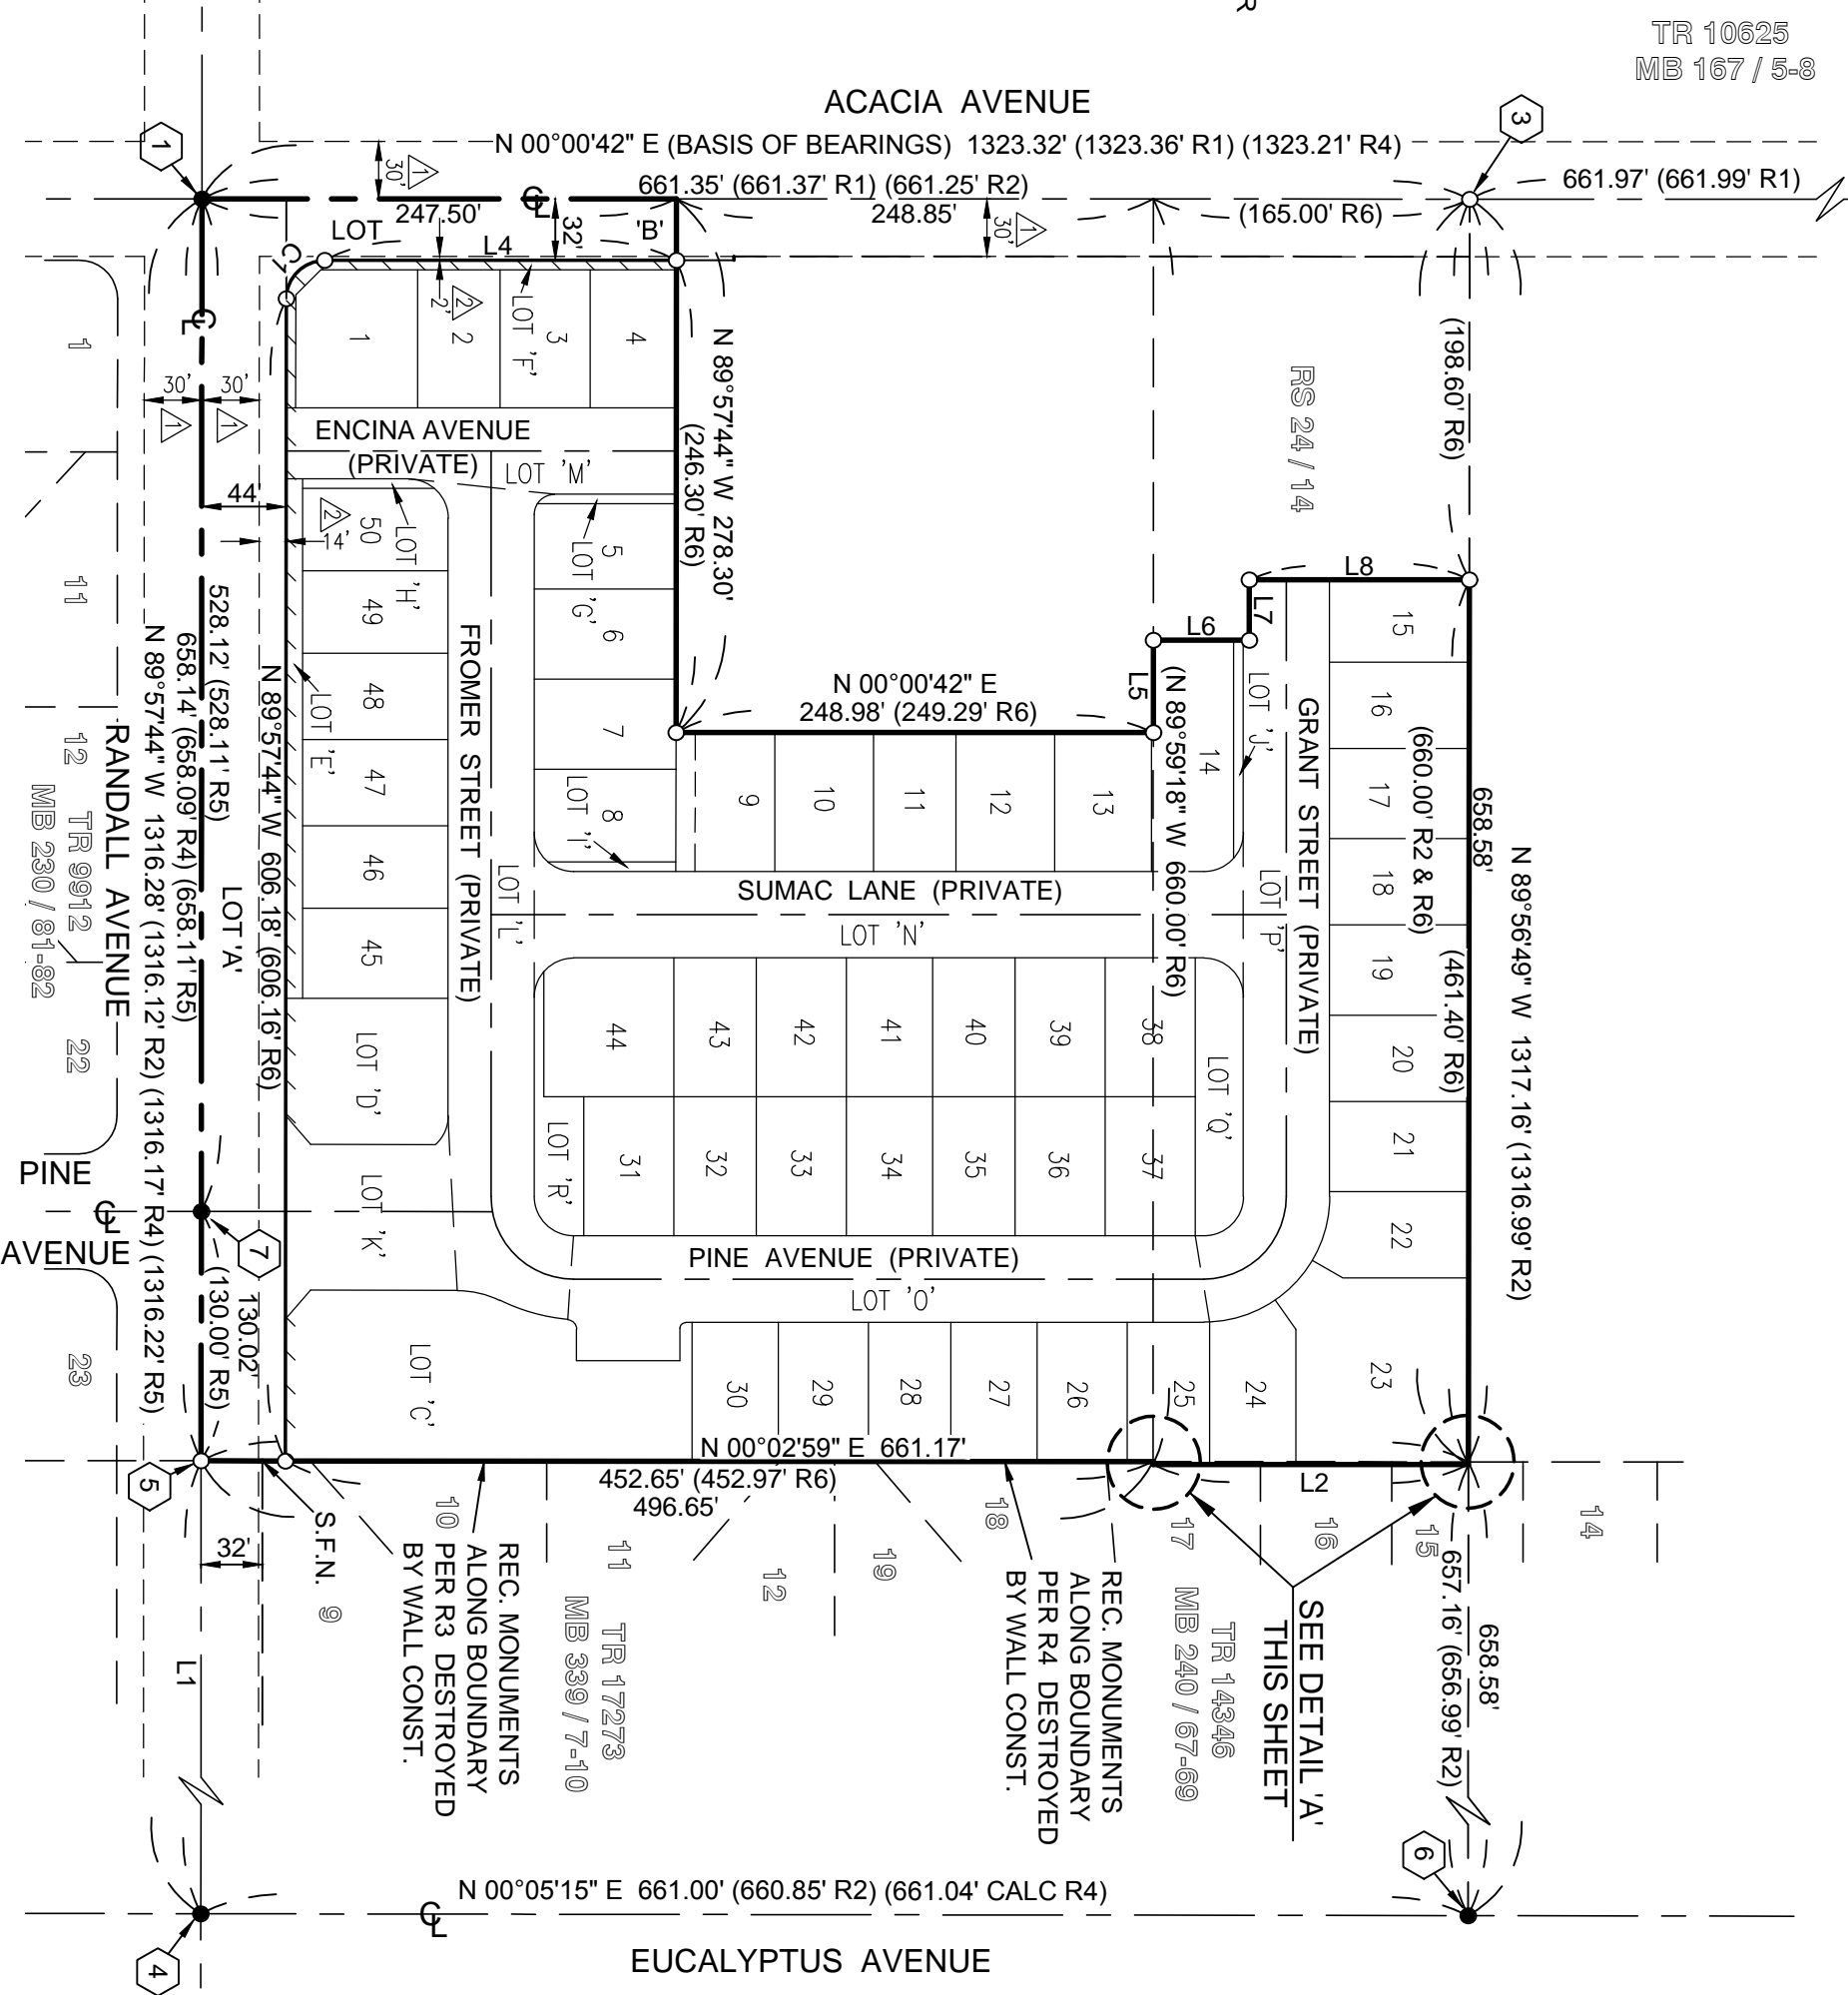 R
TR 10625
MB 167 / 5-8
ACACIA AVENUE
N 00°00'42" E (BASIS OF BEARINGS) 1323.32' (1323.36' R1) (1323.21' R4)
1
3
30' 1
661.35' (661.37' R1) (661.25' R2)
661.97' (661.99' R1)
247.50'
248.85'
(165.00' R6)
30' 1
LOT 'B'
32'
L4
2' 2
LOT 'F'
1
2
3
4
N 89°57'44" W 278.30'
(246.30' R6)
(198.60' R6)
RS 24 / 14
1
30' 30'
1 1
ENCINA AVENUE
(PRIVATE)
LOT 'M'
44'
2
14'
50
LOT 'H'
49
48
47
46
45
5
LOT 'G'
6
7
8
LOT 'I'
L8
L7
L6
L5
N 00°00'42" E
248.98' (249.29' R6)
(N 89°59'18" W 660.00' R6)
14
LOT 'J'
GRANT STREET (PRIVATE)
LOT 'P'
15
16
17
18
19
20
21
22
(660.00' R2 & R6)
(461.40' R6)
658.58'
N 89°56'49" W 1317.16' (1316.99' R2)
9
10
11
12
13
SUMAC LANE (PRIVATE)
LOT 'N'
FROMER STREET (PRIVATE)
LOT 'L'
LOT 'E'
N 89°57'44" W 606.18' (606.16' R6)
LOT 'A'
528.12' (528.11' R5)
658.14' (658.09' R4) (658.11' R5)
N 89°57'44" W 1316.28' (1316.12' R2) (1316.17' R4) (1316.22' R5)
RANDALL AVENUE
11
12
TR 9912
MB 230 / 81-82
22
23
44
43
42
41
40
39
38
LOT 'Q'
31
32
33
34
35
36
37
LOT 'R'
LOT 'D'
LOT 'K'
PINE
AVENUE
7
130.02'
(130.00' R5)
PINE AVENUE (PRIVATE)
LOT 'O'
LOT 'C'
30
29
28
27
26
25
24
23
N 00°02'59" E 661.17'
452.65' (452.97' R6)
496.65'
L2
5
32'
S.F.N.
9
10
REC. MONUMENTS
ALONG BOUNDARY
PER R3 DESTROYED
BY WALL CONST.
11
12
TR 17273
MB 339 / 7-10
19
18
REC. MONUMENTS
ALONG BOUNDARY
PER R4 DESTROYED
BY WALL CONST.
17
16
15
14
TR 14346
MB 240 / 67-69
SEE DETAIL 'A'
THIS SHEET
657.16' (656.99' R2)
658.58'
L1
6
N 00°05'15" E 661.00' (660.85' R2) (661.04' CALC R4)
4
EUCALYPTUS AVENUE